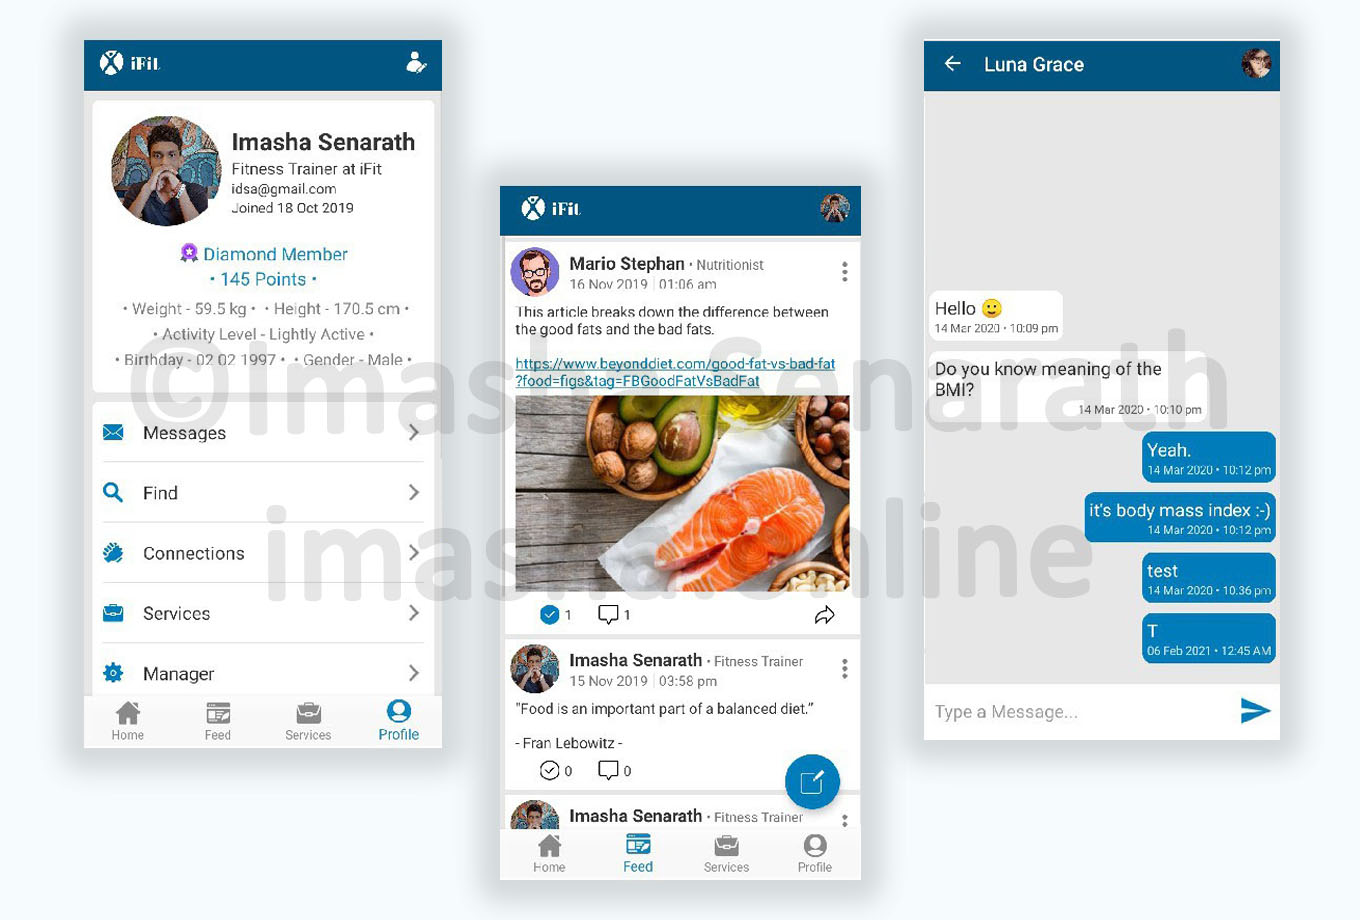 iFit
Imasha Senarath
Fitness Trainer at iFit
idsa@gmail.com
Joined 18 Oct 2019
Diamond Member
• 145 Points •
• Weight - 59.5 kg •  • Height - 170.5 cm •
• Activity Level - Lightly Active •
• Birthday - 02 02 1997 •  • Gender - Male •
Messages
Find
Connections
Services
Manager
Home Feed Services Profile
iFit
Mario Stephan • Nutritionist
16 Nov 2019 | 01:06 am
This article breaks down the difference between
the good fats and the bad fats.
https://www.beyonddiet.com/good-fat-vs-bad-fat
?food=figs&tag=FBGoodFatVsBadFat
1 1
Imasha Senarath • Fitness Trainer
15 Nov 2019 | 03:58 pm
"Food is an important part of a balanced diet.”
- Fran Lebowitz -
0 0
Imasha Senarath • Fitness Trainer
Home Feed Services Profile
Luna Grace
Hello 🙂
14 Mar 2020 • 10:09 pm
Do you know meaning of the
BMI?
14 Mar 2020 • 10:10 pm
Yeah.
14 Mar 2020 • 10:12 pm
it's body mass index :-)
14 Mar 2020 • 10:12 pm
test
14 Mar 2020 • 10:36 pm
T
06 Feb 2021 • 12:45 AM
Type a Message...
©Imasha Senarath
imasha.online